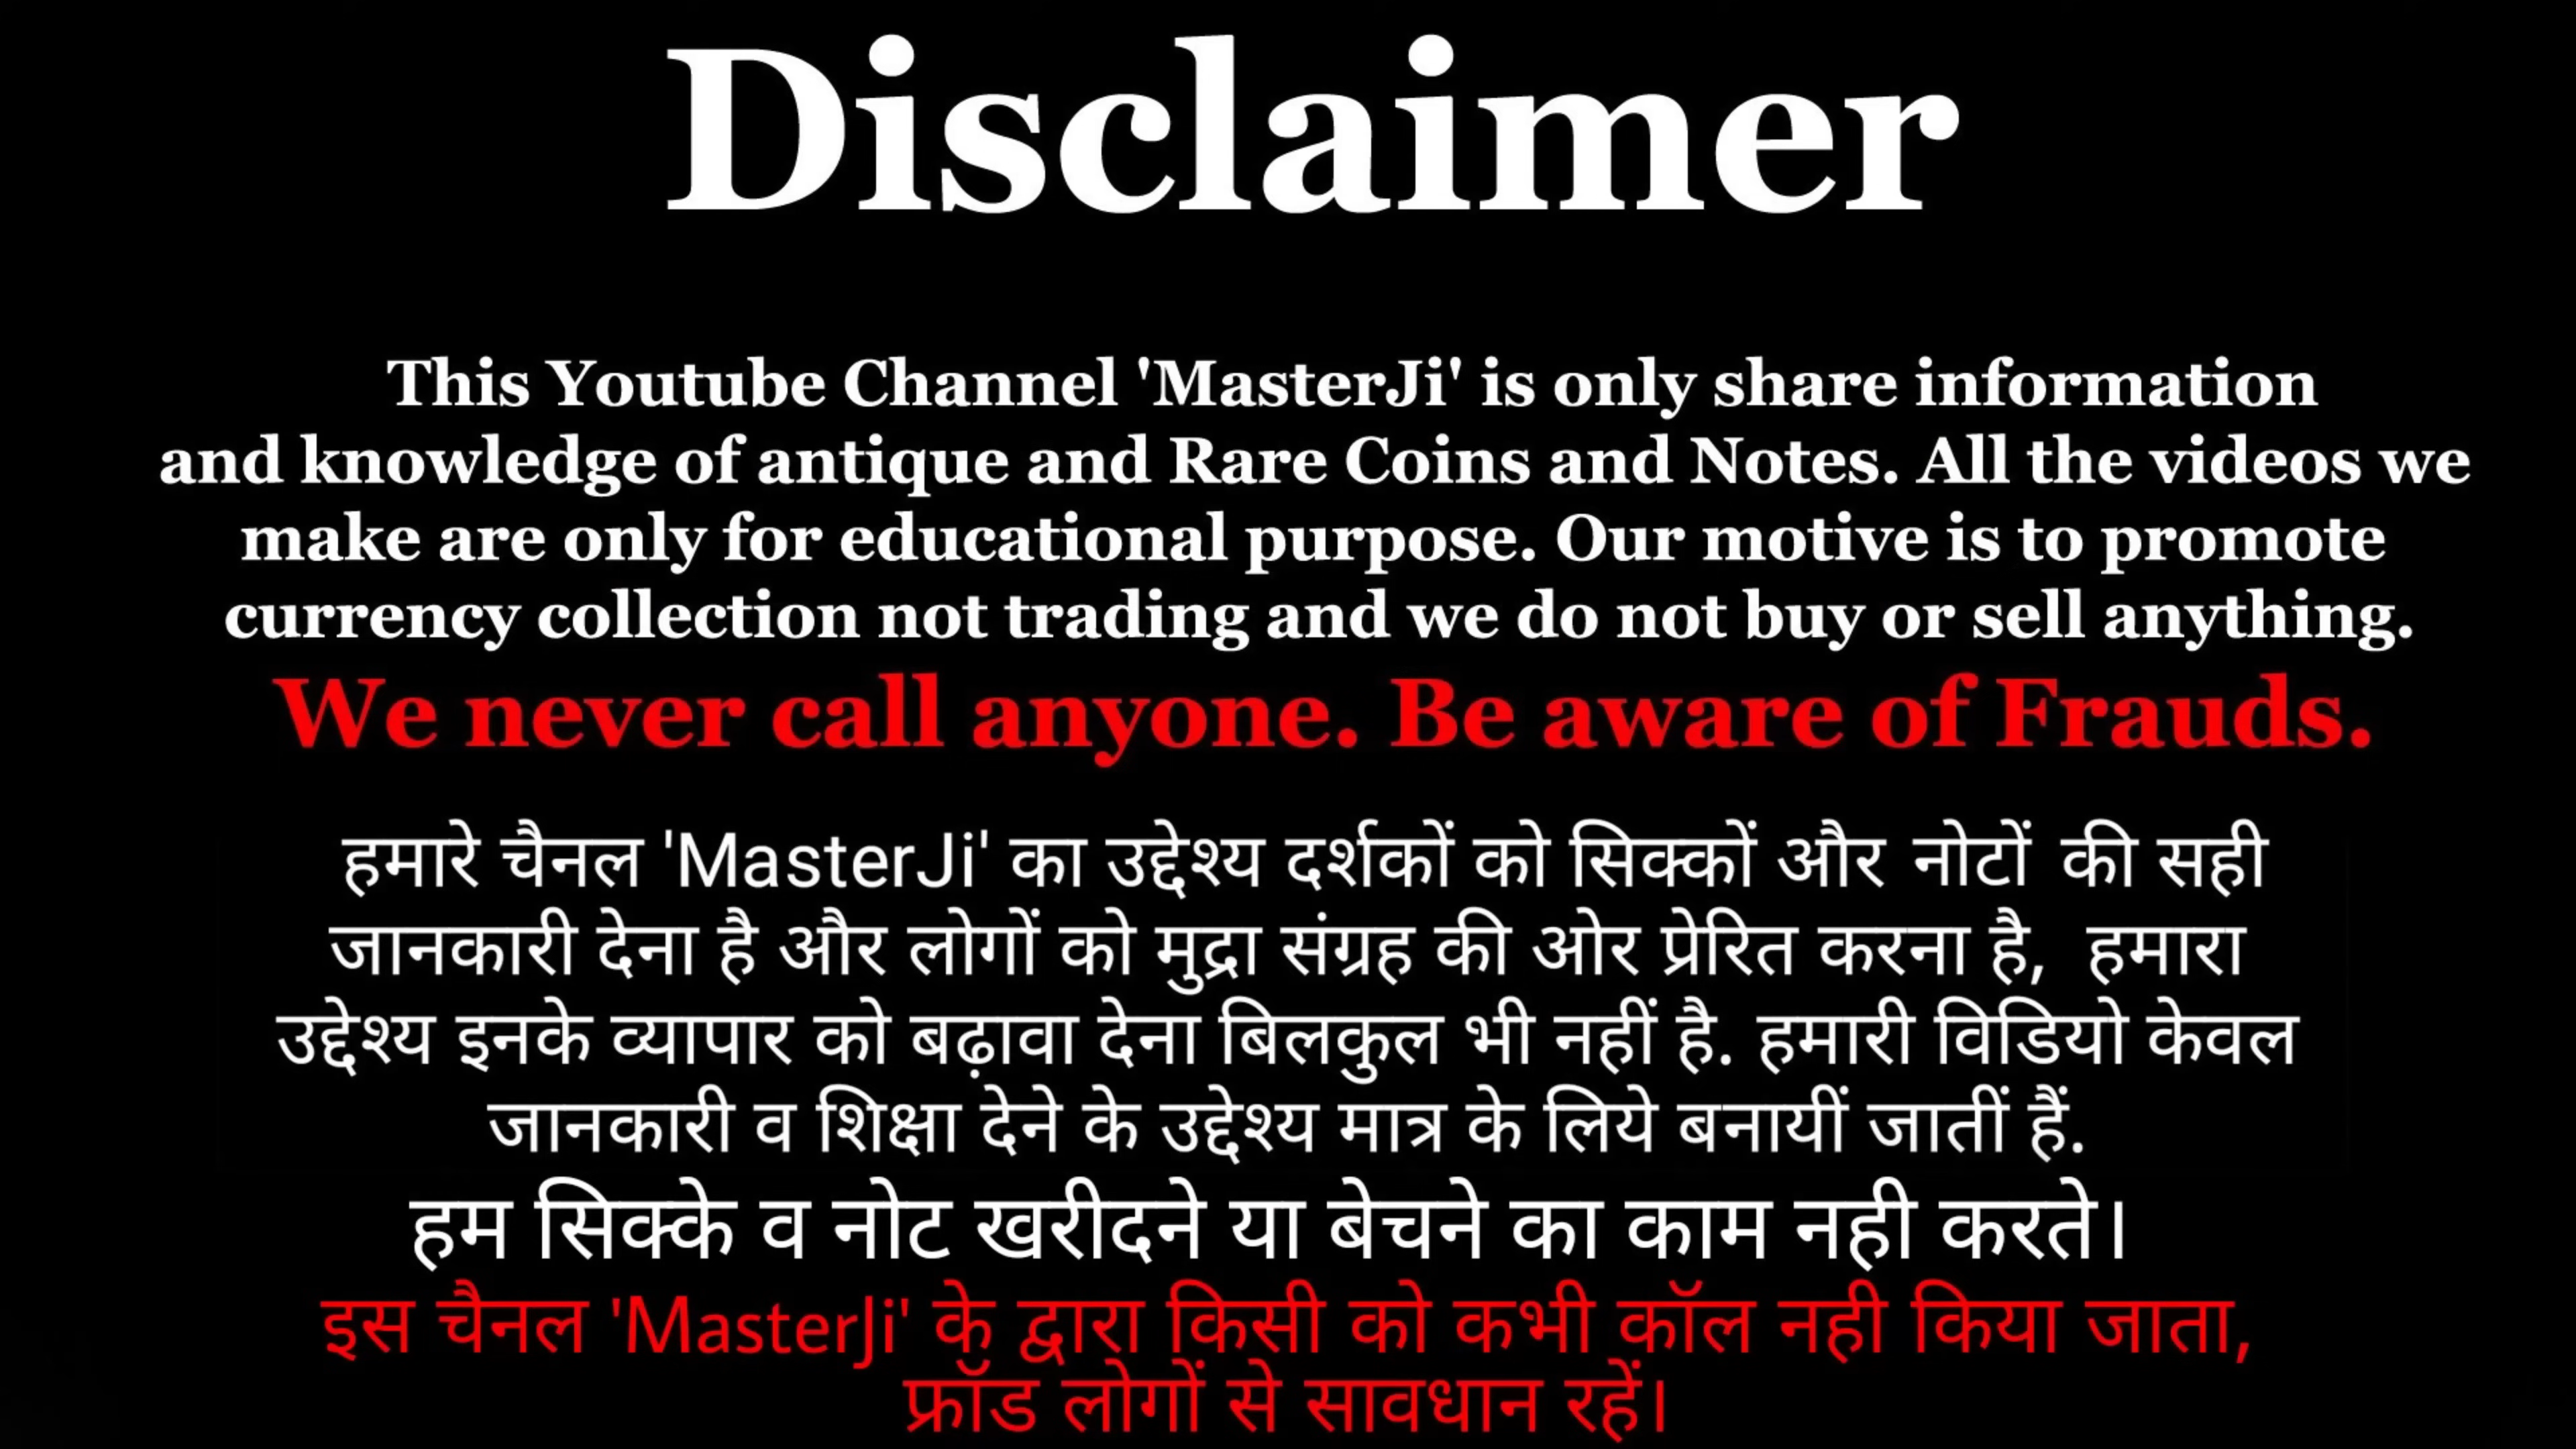 Disclaimer
This Youtube Channel 'MasterJi' is only share information
and knowledge of antique and Rare Coins and Notes. All the videos we
make are only for educational purpose. Our motive is to promote
currency collection not trading and we do not buy or sell anything.
We never call anyone. Be aware of Frauds.
हमारे चैनल 'MasterJi' का उद्देश्य दर्शकों को सिक्कों और नोटों की सही
जानकारी देना है और लोगों को मुद्रा संग्रह की ओर प्रेरित करना है, हमारा
उद्देश्य इनके व्यापार को बढ़ावा देना बिलकुल भी नहीं है. हमारी विडियो केवल
जानकारी व शिक्षा देने के उद्देश्य मात्र के लिये बनायीं जातीं हैं.
हम सिक्के व नोट खरीदने या बेचने का काम नही करते।
इस चैनल 'MasterJi' के द्वारा किसी को कभी कॉल नही किया जाता,
फ्रॉड लोगों से सावधान रहें।